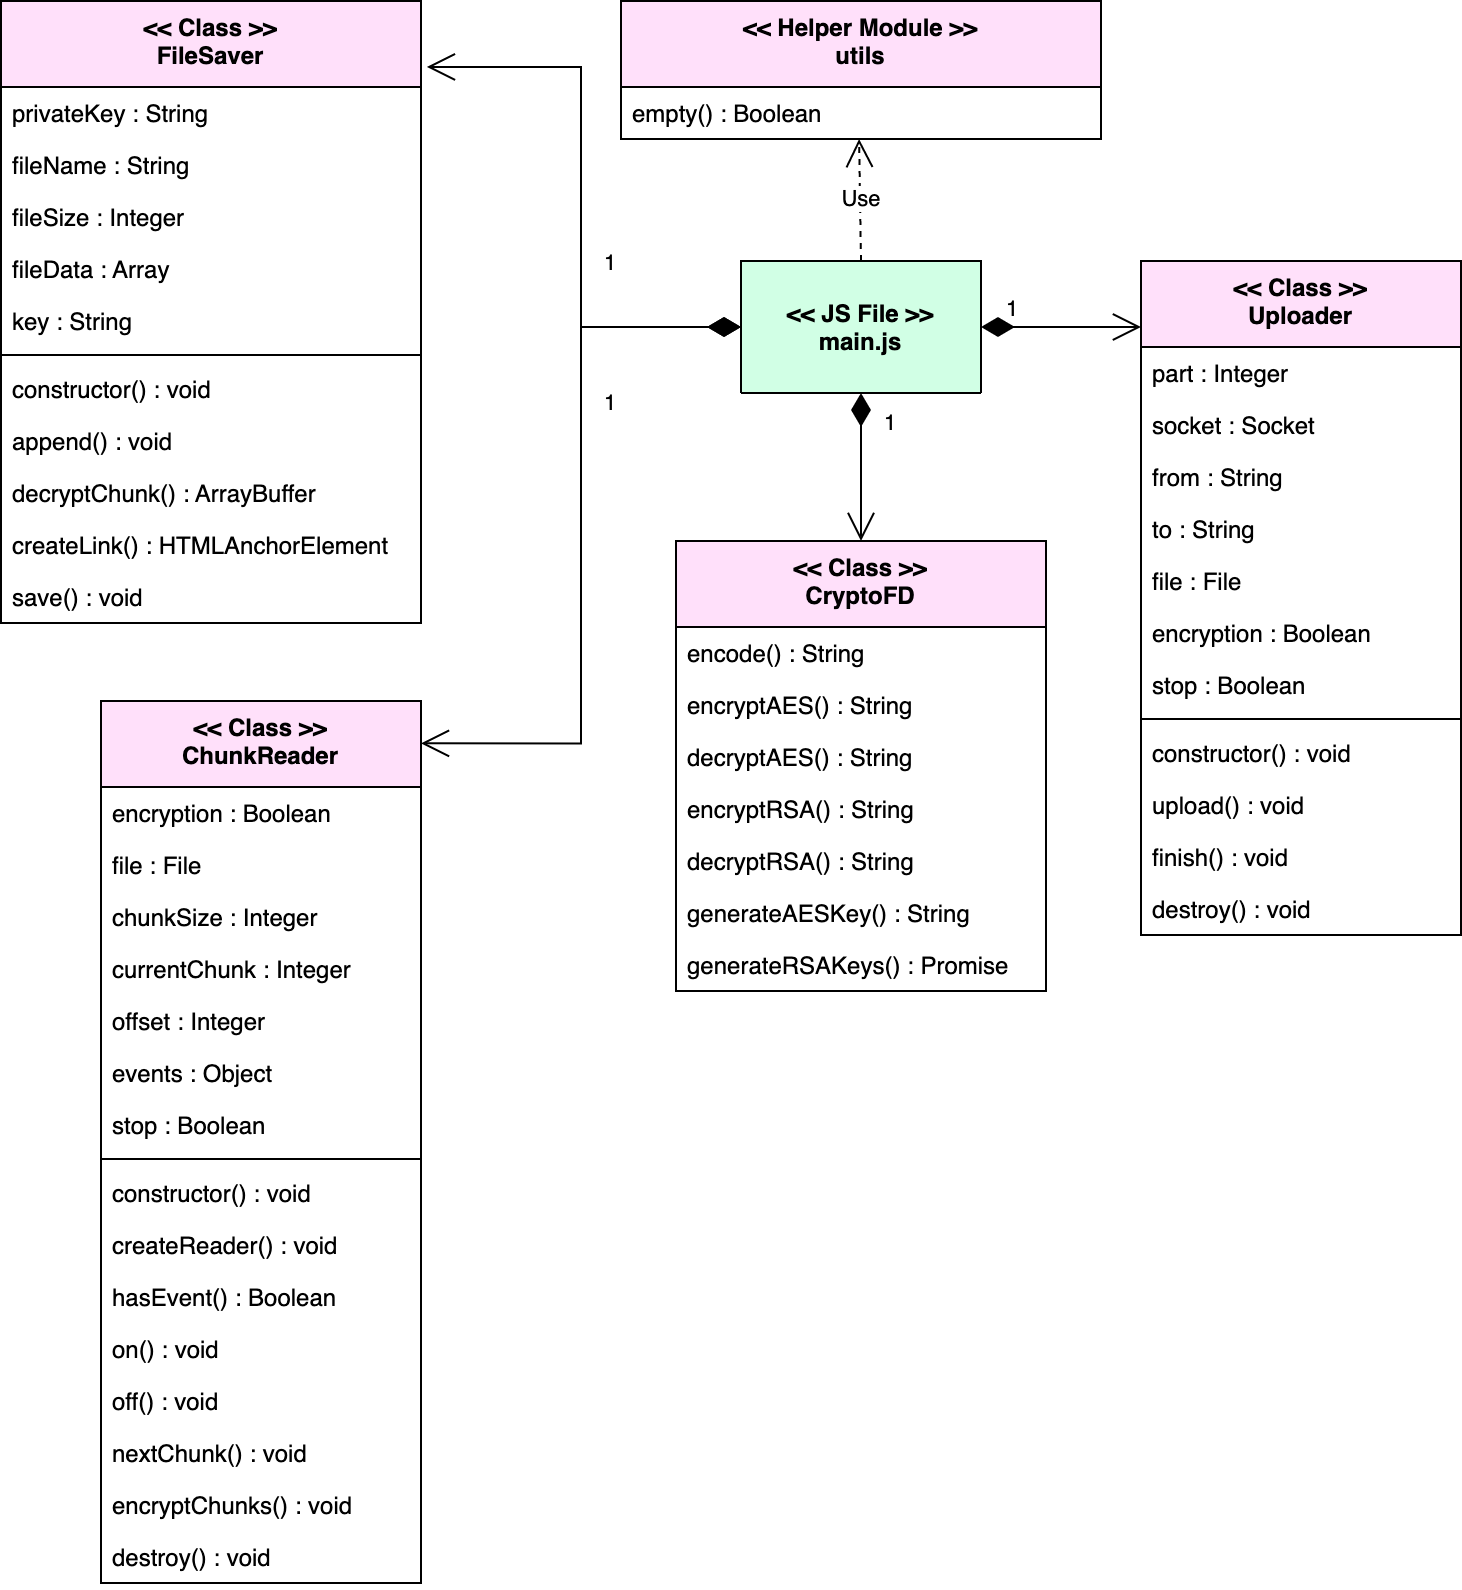 << Class >>
FileSaver
privateKey : String
fileName : String
fileSize : Integer
fileData : Array
key : String
constructor() : void
append() : void
decryptChunk() : ArrayBuffer
createLink() : HTMLAnchorElement
save() : void
<< Helper Module >>
utils
empty() : Boolean
Use
1
1
<< JS File >>
main.js
1
1
<< Class >>
Uploader
part : Integer
socket : Socket
from : String
to : String
file : File
encryption : Boolean
stop : Boolean
constructor() : void
upload() : void
finish() : void
destroy() : void
<< Class >>
CryptoFD
encode() : String
encryptAES() : String
decryptAES() : String
encryptRSA() : String
decryptRSA() : String
generateAESKey() : String
generateRSAKeys() : Promise
<< Class >>
ChunkReader
encryption : Boolean
file : File
chunkSize : Integer
currentChunk : Integer
offset : Integer
events : Object
stop : Boolean
constructor() : void
createReader() : void
hasEvent() : Boolean
on() : void
off() : void
nextChunk() : void
encryptChunks() : void
destroy() : void